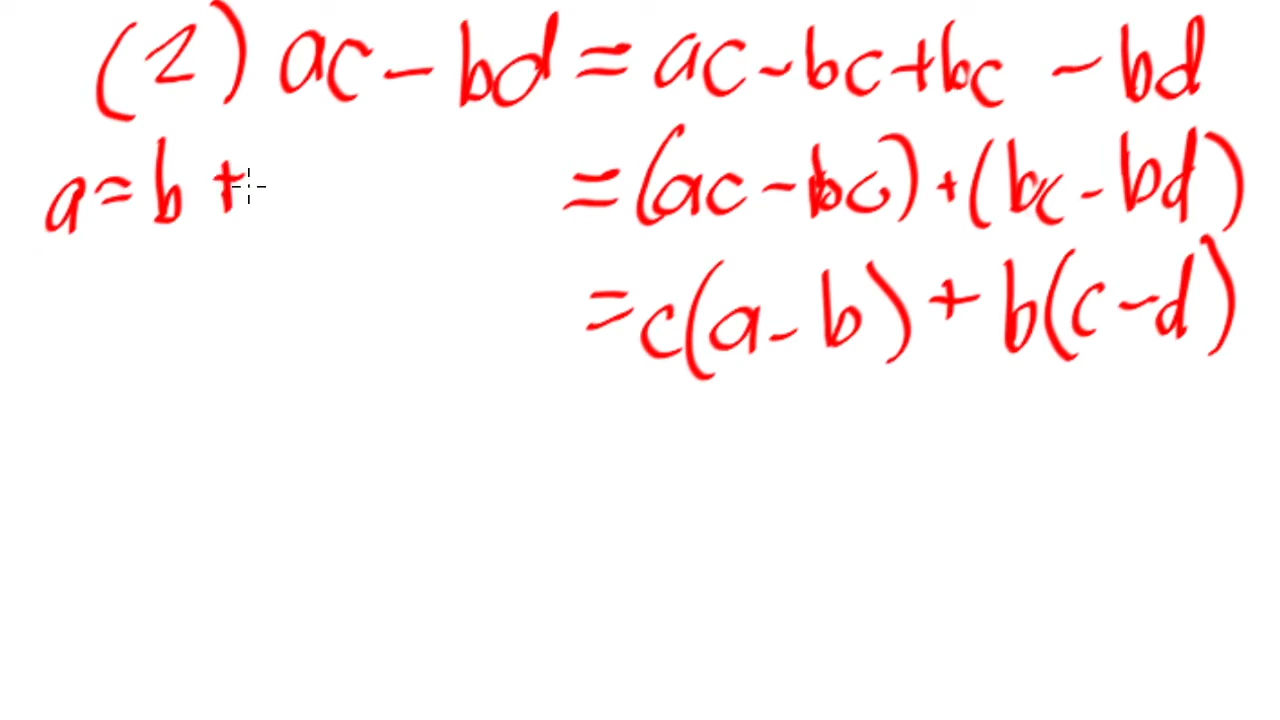 (2) ac - bd = ac - bc + bc - bd
a = b + = (ac - bc) + (bc - bd)
= c(a - b) + b(c - d)